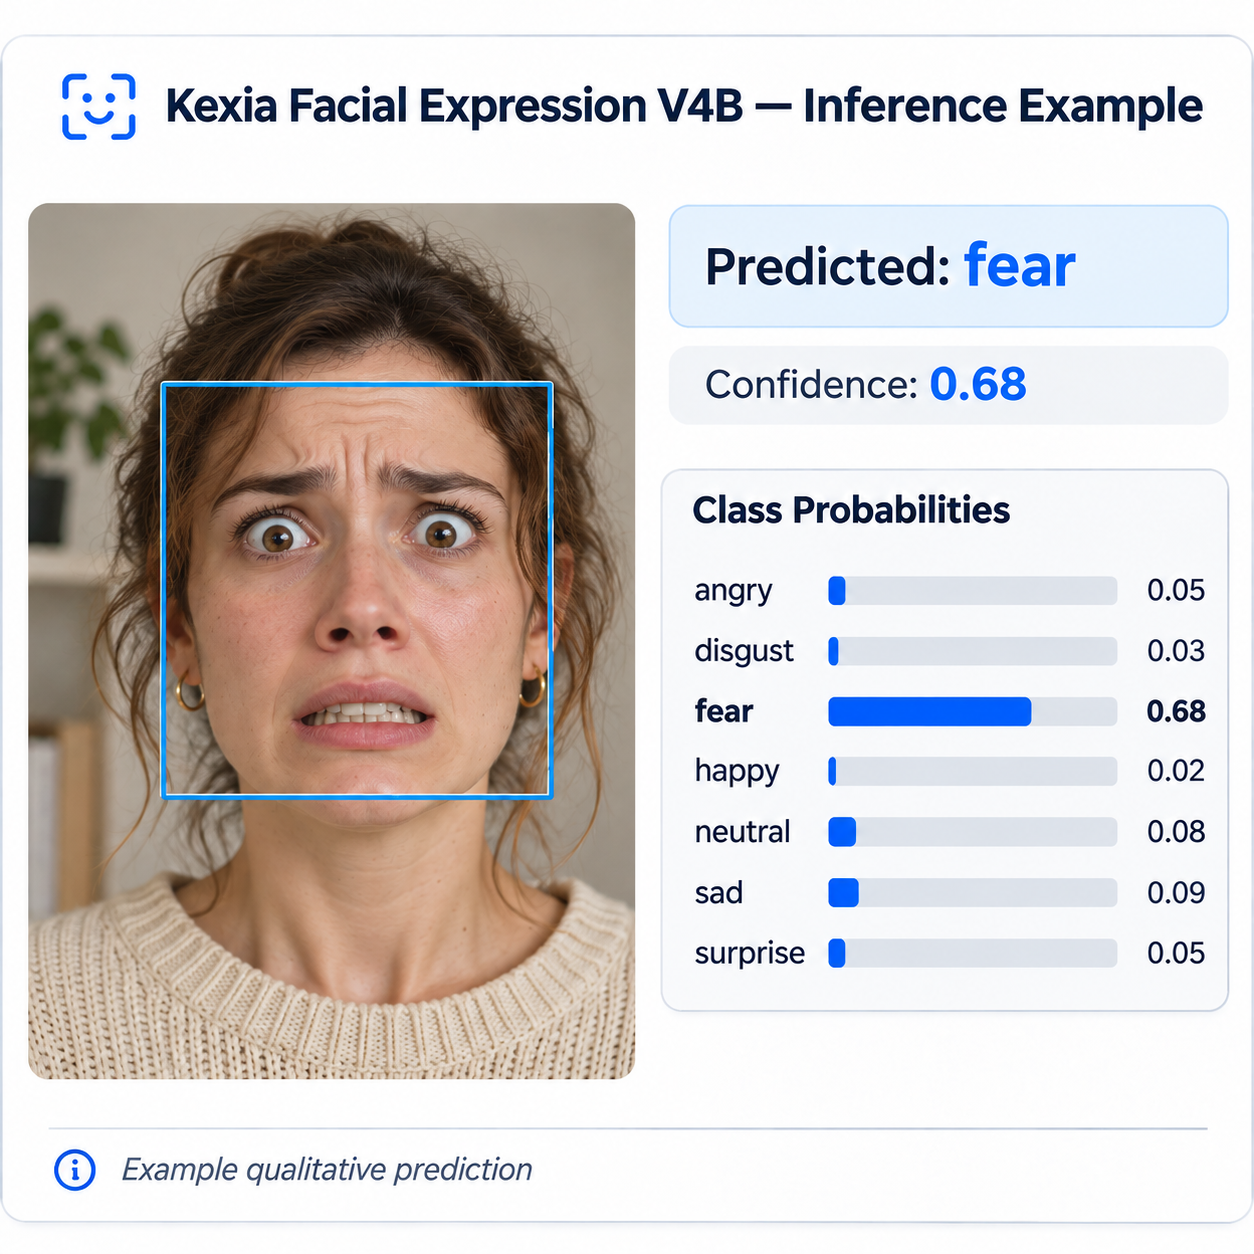 Kexia Facial Expression V4B — Inference Example
Predicted: fear
Confidence: 0.68
Class Probabilities
angry 0.05
disgust 0.03
fear 0.68
happy 0.02
neutral 0.08
sad 0.09
surprise 0.05
Example qualitative prediction